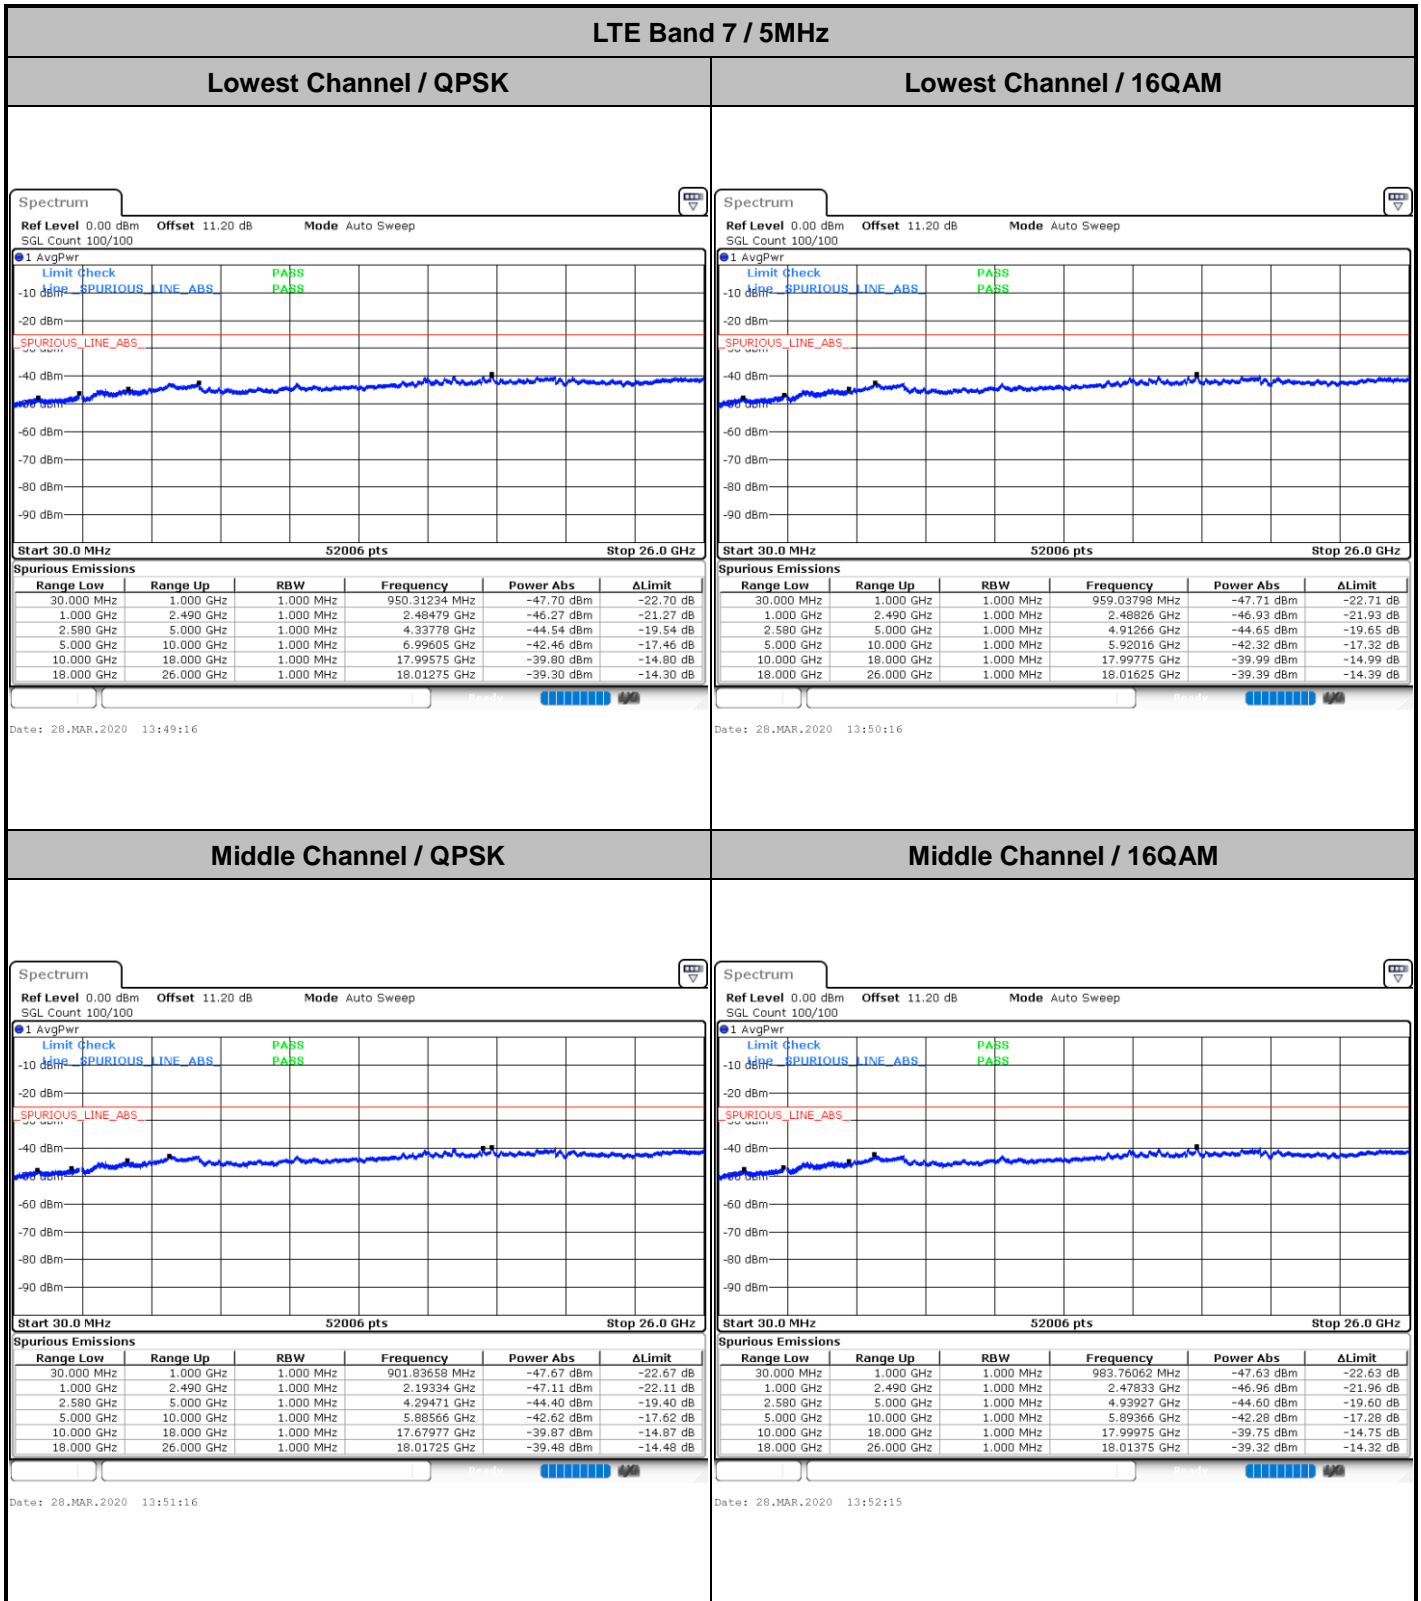 LTE Band 7 / 5MHz
Lowest Channel / QPSK
Lowest Channel / 16QAM
Spectrum
Ref Level 0.00 dBm Offset 11.20 dB Mode Auto Sweep
SGL Count 100/100
1 AvgPwr
Limit Check PASS
Line _SPURIOUS_LINE_ABS_ PASS
-10 dBm
-20 dBm
_SPURIOUS_LINE_ABS_
-30 dBm
-40 dBm
-50 dBm
-60 dBm
-70 dBm
-80 dBm
-90 dBm
Start 30.0 MHz 52006 pts Stop 26.0 GHz
Spurious Emissions
Range Low Range Up RBW Frequency Power Abs ΔLimit
30.000 MHz 1.000 GHz 1.000 MHz 950.31234 MHz -47.70 dBm -22.70 dB
1.000 GHz 2.490 GHz 1.000 MHz 2.48479 GHz -46.27 dBm -21.27 dB
2.580 GHz 5.000 GHz 1.000 MHz 4.33778 GHz -44.54 dBm -19.54 dB
5.000 GHz 10.000 GHz 1.000 MHz 6.99605 GHz -42.46 dBm -17.46 dB
10.000 GHz 18.000 GHz 1.000 MHz 17.99575 GHz -39.80 dBm -14.80 dB
18.000 GHz 26.000 GHz 1.000 MHz 18.01275 GHz -39.30 dBm -14.30 dB
Ready
Date: 28.MAR.2020 13:49:16
Spectrum
Ref Level 0.00 dBm Offset 11.20 dB Mode Auto Sweep
SGL Count 100/100
1 AvgPwr
Limit Check PASS
Line _SPURIOUS_LINE_ABS_ PASS
-10 dBm
-20 dBm
_SPURIOUS_LINE_ABS_
-30 dBm
-40 dBm
-50 dBm
-60 dBm
-70 dBm
-80 dBm
-90 dBm
Start 30.0 MHz 52006 pts Stop 26.0 GHz
Spurious Emissions
Range Low Range Up RBW Frequency Power Abs ΔLimit
30.000 MHz 1.000 GHz 1.000 MHz 959.03798 MHz -47.71 dBm -22.71 dB
1.000 GHz 2.490 GHz 1.000 MHz 2.48826 GHz -46.93 dBm -21.93 dB
2.580 GHz 5.000 GHz 1.000 MHz 4.91266 GHz -44.65 dBm -19.65 dB
5.000 GHz 10.000 GHz 1.000 MHz 5.92016 GHz -42.32 dBm -17.32 dB
10.000 GHz 18.000 GHz 1.000 MHz 17.99775 GHz -39.99 dBm -14.99 dB
18.000 GHz 26.000 GHz 1.000 MHz 18.01625 GHz -39.39 dBm -14.39 dB
Ready
Date: 28.MAR.2020 13:50:16
Middle Channel / QPSK
Middle Channel / 16QAM
Spectrum
Ref Level 0.00 dBm Offset 11.20 dB Mode Auto Sweep
SGL Count 100/100
1 AvgPwr
Limit Check PASS
Line _SPURIOUS_LINE_ABS_ PASS
-10 dBm
-20 dBm
_SPURIOUS_LINE_ABS_
-30 dBm
-40 dBm
-50 dBm
-60 dBm
-70 dBm
-80 dBm
-90 dBm
Start 30.0 MHz 52006 pts Stop 26.0 GHz
Spurious Emissions
Range Low Range Up RBW Frequency Power Abs ΔLimit
30.000 MHz 1.000 GHz 1.000 MHz 901.83658 MHz -47.67 dBm -22.67 dB
1.000 GHz 2.490 GHz 1.000 MHz 2.19334 GHz -47.11 dBm -22.11 dB
2.580 GHz 5.000 GHz 1.000 MHz 4.29471 GHz -44.40 dBm -19.40 dB
5.000 GHz 10.000 GHz 1.000 MHz 5.88566 GHz -42.62 dBm -17.62 dB
10.000 GHz 18.000 GHz 1.000 MHz 17.67977 GHz -39.87 dBm -14.87 dB
18.000 GHz 26.000 GHz 1.000 MHz 18.01725 GHz -39.48 dBm -14.48 dB
Ready
Date: 28.MAR.2020 13:51:16
Spectrum
Ref Level 0.00 dBm Offset 11.20 dB Mode Auto Sweep
SGL Count 100/100
1 AvgPwr
Limit Check PASS
Line _SPURIOUS_LINE_ABS_ PASS
-10 dBm
-20 dBm
_SPURIOUS_LINE_ABS_
-30 dBm
-40 dBm
-50 dBm
-60 dBm
-70 dBm
-80 dBm
-90 dBm
Start 30.0 MHz 52006 pts Stop 26.0 GHz
Spurious Emissions
Range Low Range Up RBW Frequency Power Abs ΔLimit
30.000 MHz 1.000 GHz 1.000 MHz 983.76062 MHz -47.63 dBm -22.63 dB
1.000 GHz 2.490 GHz 1.000 MHz 2.47833 GHz -46.96 dBm -21.96 dB
2.580 GHz 5.000 GHz 1.000 MHz 4.93927 GHz -44.60 dBm -19.60 dB
5.000 GHz 10.000 GHz 1.000 MHz 5.89366 GHz -42.28 dBm -17.28 dB
10.000 GHz 18.000 GHz 1.000 MHz 17.99975 GHz -39.75 dBm -14.75 dB
18.000 GHz 26.000 GHz 1.000 MHz 18.01375 GHz -39.32 dBm -14.32 dB
Ready
Date: 28.MAR.2020 13:52:15